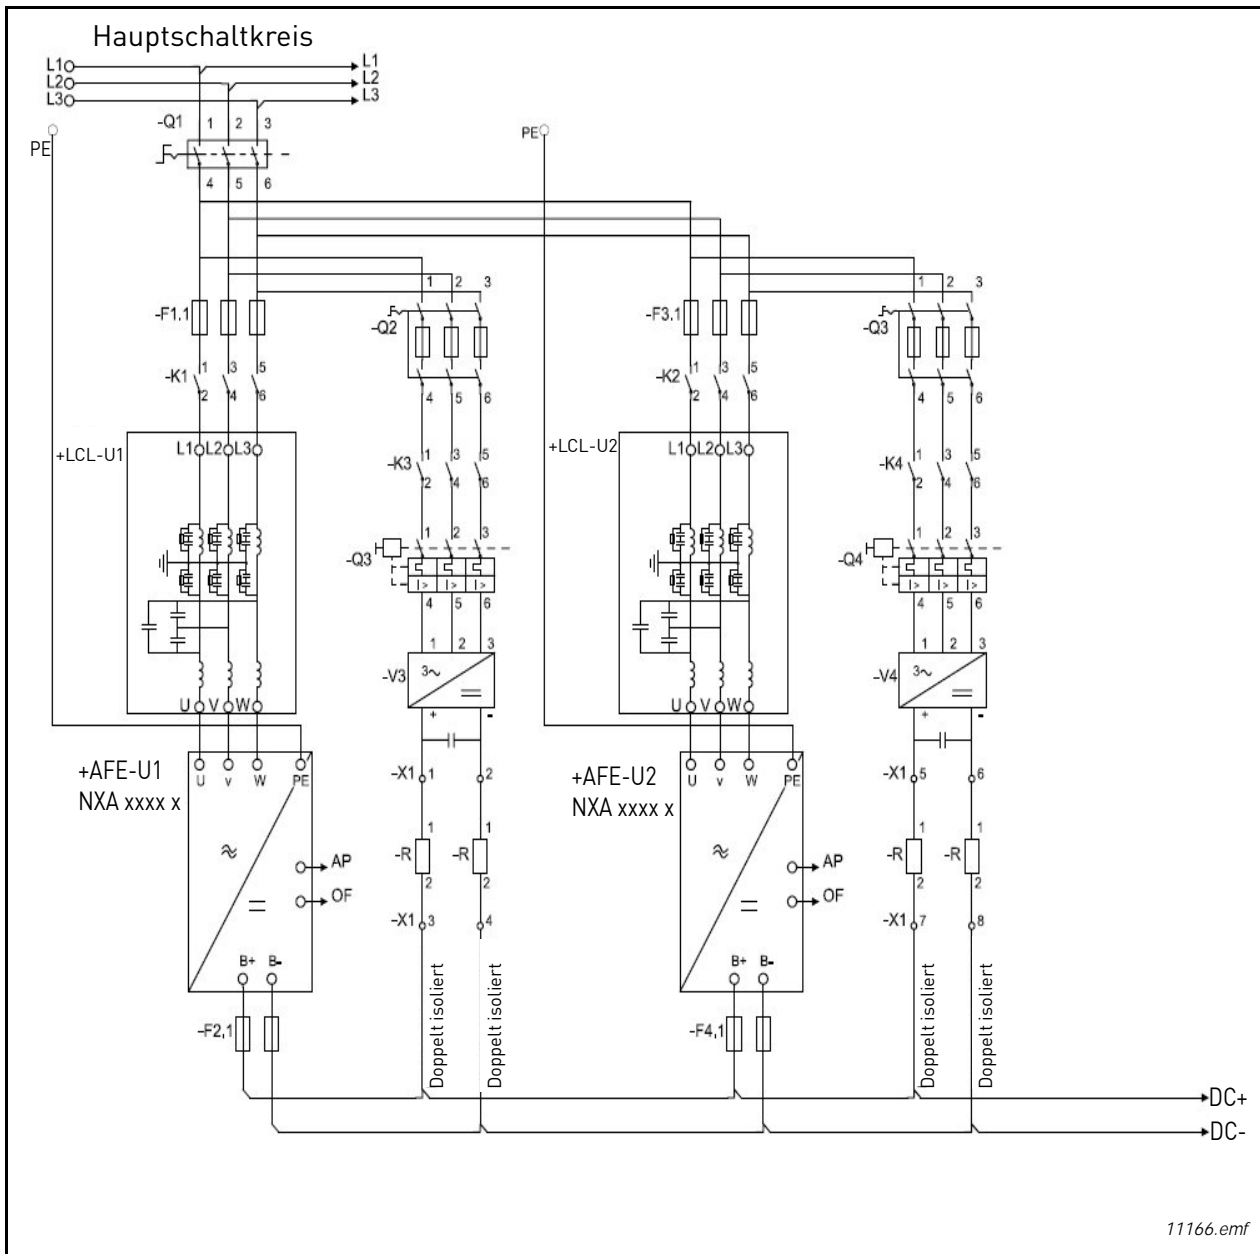 Hauptschaltkreis
L1 L1
L2 L2
L3 L3
-Q1 1 2 3
PE PE
4 5 6
1 2 3 1 2 3
-F1.1 -Q2 -F3.1 -Q3
-K1 1 3 5 -K2 1 3 5
2 4 6 2 4 6
4 5 6 4 5 6
+LCL-U1 L1 L2 L3 +LCL-U2 L1 L2 L3
-K3 1 3 5 -K4 1 3 5
2 4 6 2 4 6
1 2 3 1 2 3
-Q3 -Q4
I> I> I> I> I> I>
4 5 6 4 5 6
1 2 3 1 2 3
-V3 3~ -V4 3~
U V W U V W
+ - + -
+AFE-U1 U v W PE -X1 1 2 +AFE-U2 U v W PE -X1 5 6
NXA xxxx x NXA xxxx x
1 1 1 1
AP -R -R AP -R -R
2 2 2 2
OF OF
-X1 3 4 -X1 7 8
B+ B- B+ B-
-F2,1 -F4,1
Doppelt isoliert
Doppelt isoliert
Doppelt isoliert
Doppelt isoliert
DC+
DC-
11166.emf